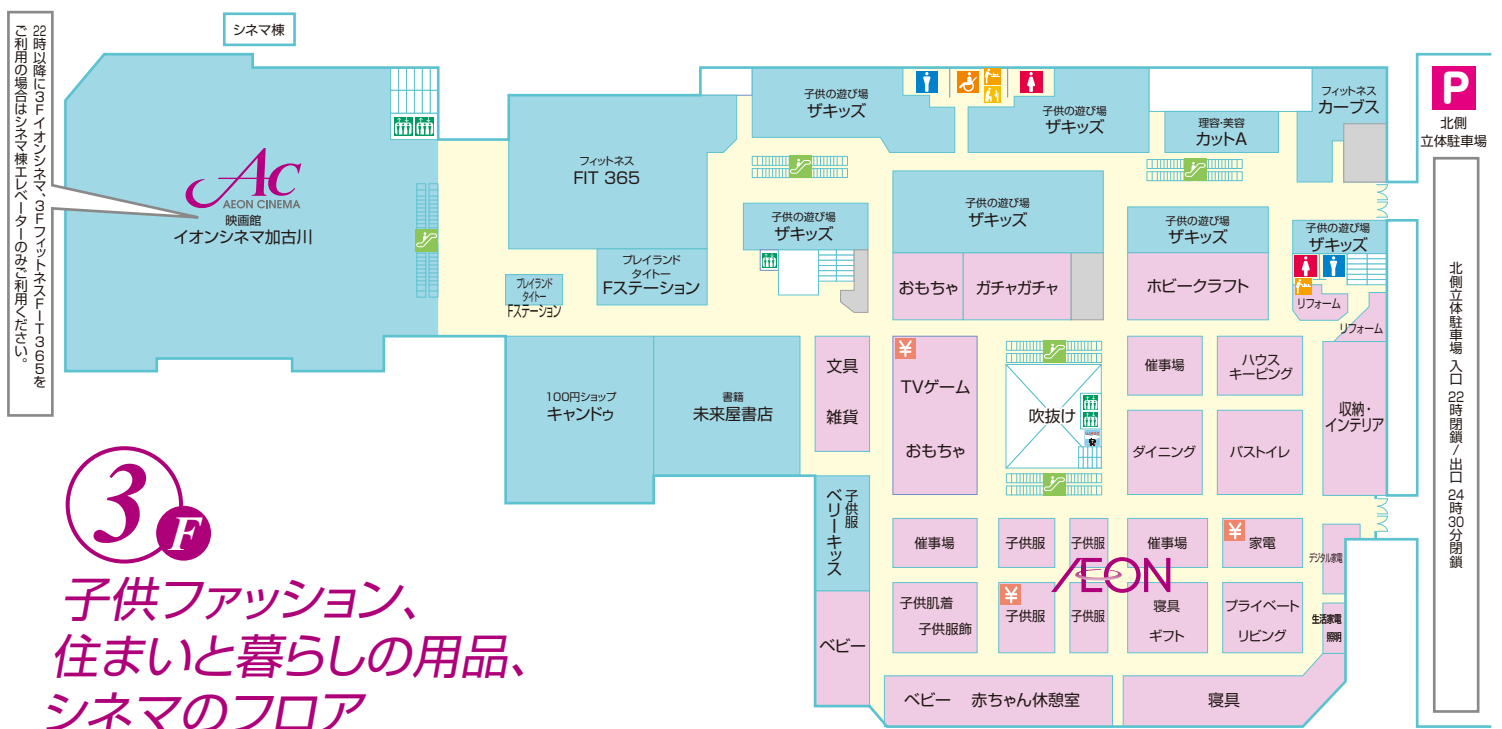 22時以降に3Fイオンシネマ、3FフィットネスFIT365を
ご利用の場合はシネマ棟エレベーターのみご利用ください。
シネマ棟
AC
AEON CINEMA
映画館
イオンシネマ加古川
フィットネス
FIT 365
プレイランド
タイトー
Fステーション
プレイランド
タイトー
Fステーション
100円ショップ
キャンドゥ
書籍
未来屋書店
子供の遊び場
ザキッズ
子供の遊び場
ザキッズ
理容・美容
カットA
フィットネス
カーブス
P
北側
立体駐車場
子供の遊び場
ザキッズ
子供の遊び場
ザキッズ
子供の遊び場
ザキッズ
子供の遊び場
ザキッズ
おもちゃ
ガチャガチャ
ホビークラフト
リフォーム
リフォーム
文具
雑貨
¥
TVゲーム
おもちゃ
吹抜け
催事場
ハウス
キーピング
ダイニング
バストイレ
収納・
インテリア
子供服
ベリーキッス
催事場
子供服
子供服
催事場
¥
家電
デジタル家電
AEON
子供肌着
子供服飾
¥
子供服
子供服
寝具
ギフト
プライベート
リビング
生活家電
照明
ベビー
ベビー 赤ちゃん休憩室
寝具
北側立体駐車場 入口 22時閉鎖/出口 24時30分閉鎖
3F
子供ファッション、
住まいと暮らしの用品、
シネマのフロア